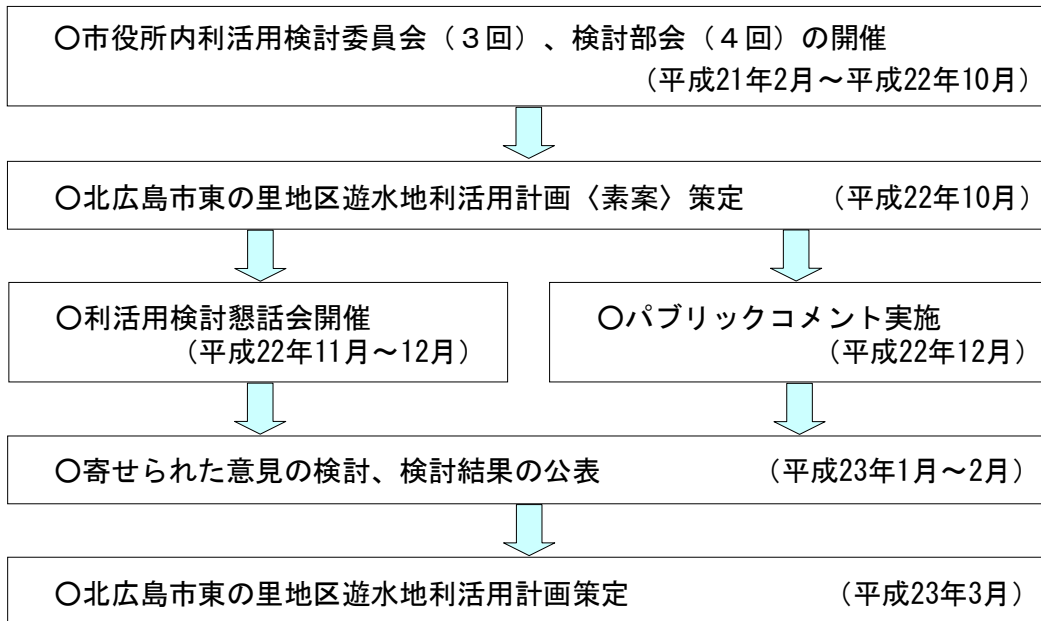 〇市役所内利活用検討委員会（３回）、検討部会（４回）の開催
（平成21年2月～平成22年10月）
〇北広島市東の里地区遊水地利活用計画〈素案〉策定　（平成22年10月）
〇利活用検討懇話会開催
（平成22年11月～12月）
〇パブリックコメント実施
（平成22年12月）
〇寄せられた意見の検討、検討結果の公表　（平成23年1月～2月）
〇北広島市東の里地区遊水地利活用計画策定　（平成23年3月）